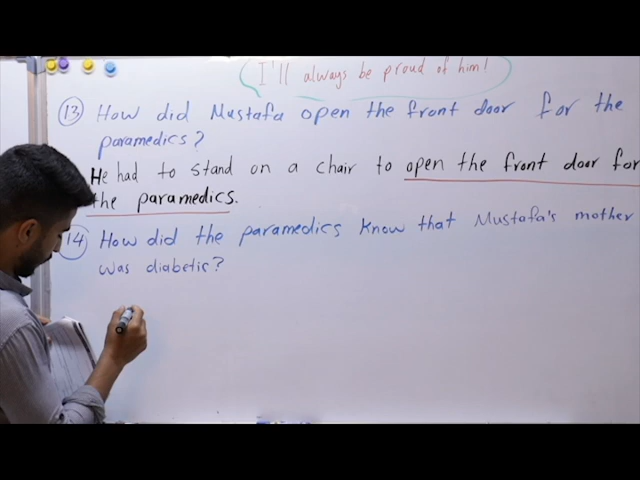 I'll always be proud of him!
13 How did Mustafa open the front door for the
paramedics?
He had to stand on a chair to open the front door for
the paramedics.
14 How did the paramedics know that Mustafa's mother
was diabetic?